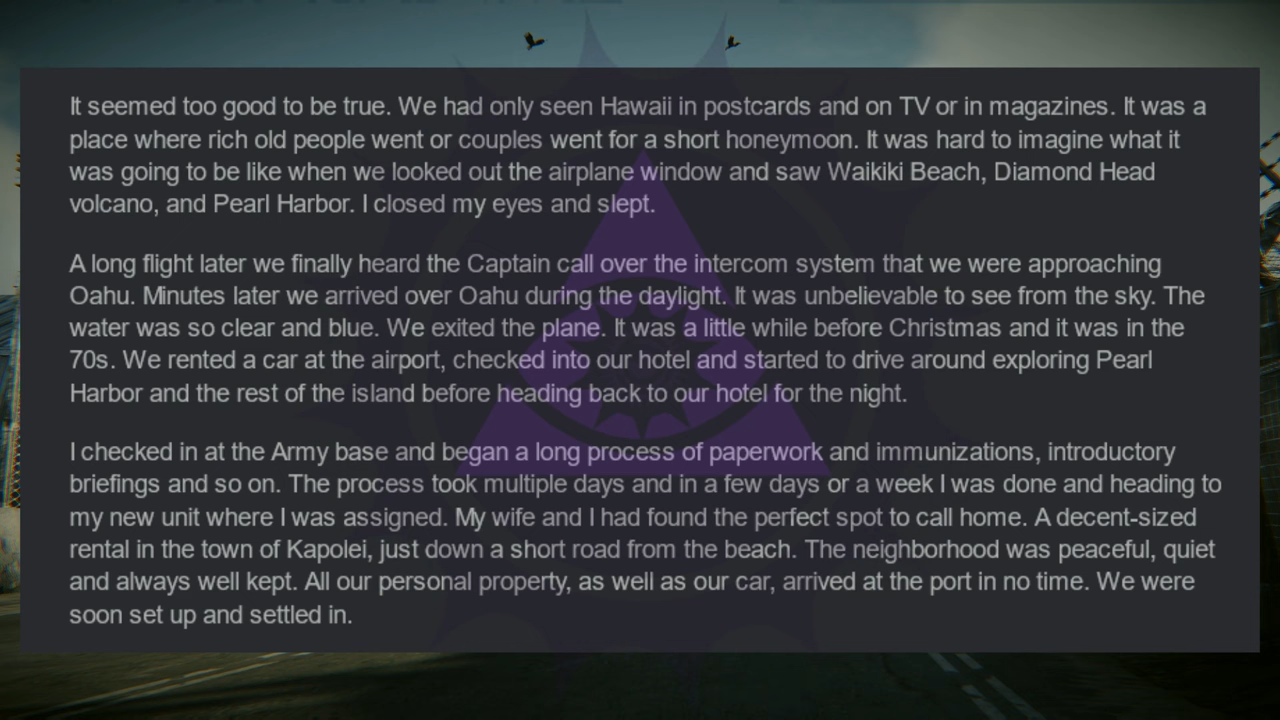 It seemed too good to be true. We had only seen Hawaii in postcards and on TV or in magazines. It was a
place where rich old people went or couples went for a short honeymoon. It was hard to imagine what it
was going to be like when we looked out the airplane window and saw Waikiki Beach, Diamond Head
volcano, and Pearl Harbor. I closed my eyes and slept.
A long flight later we finally heard the Captain call over the intercom system that we were approaching
Oahu. Minutes later we arrived over Oahu during the daylight. It was unbelievable to see from the sky. The
water was so clear and blue. We exited the plane. It was a little while before Christmas and it was in the
70s. We rented a car at the airport, checked into our hotel and started to drive around exploring Pearl
Harbor and the rest of the island before heading back to our hotel for the night.
I checked in at the Army base and began a long process of paperwork and immunizations, introductory
briefings and so on. The process took multiple days and in a few days or a week I was done and heading to
my new unit where I was assigned. My wife and I had found the perfect spot to call home. A decent-sized
rental in the town of Kapolei, just down a short road from the beach. The neighborhood was peaceful, quiet
and always well kept. All our personal property, as well as our car, arrived at the port in no time. We were
soon set up and settled in.